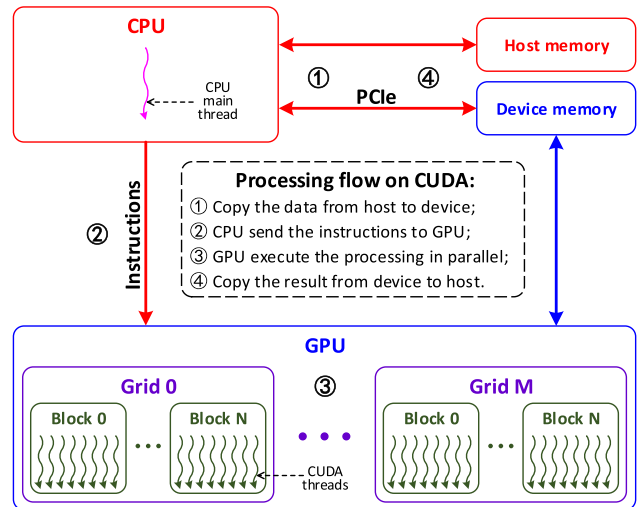 CPU
CPU
main
thread
①
④
PCIe
Host memory
Device memory
②
Instructions
Processing flow on CUDA:
① Copy the data from host to device;
② CPU send the instructions to GPU;
③ GPU execute the processing in parallel;
④ Copy the result from device to host.
GPU
Grid 0
③
Grid M
Block 0
Block N
Block 0
Block N
CUDA
threads